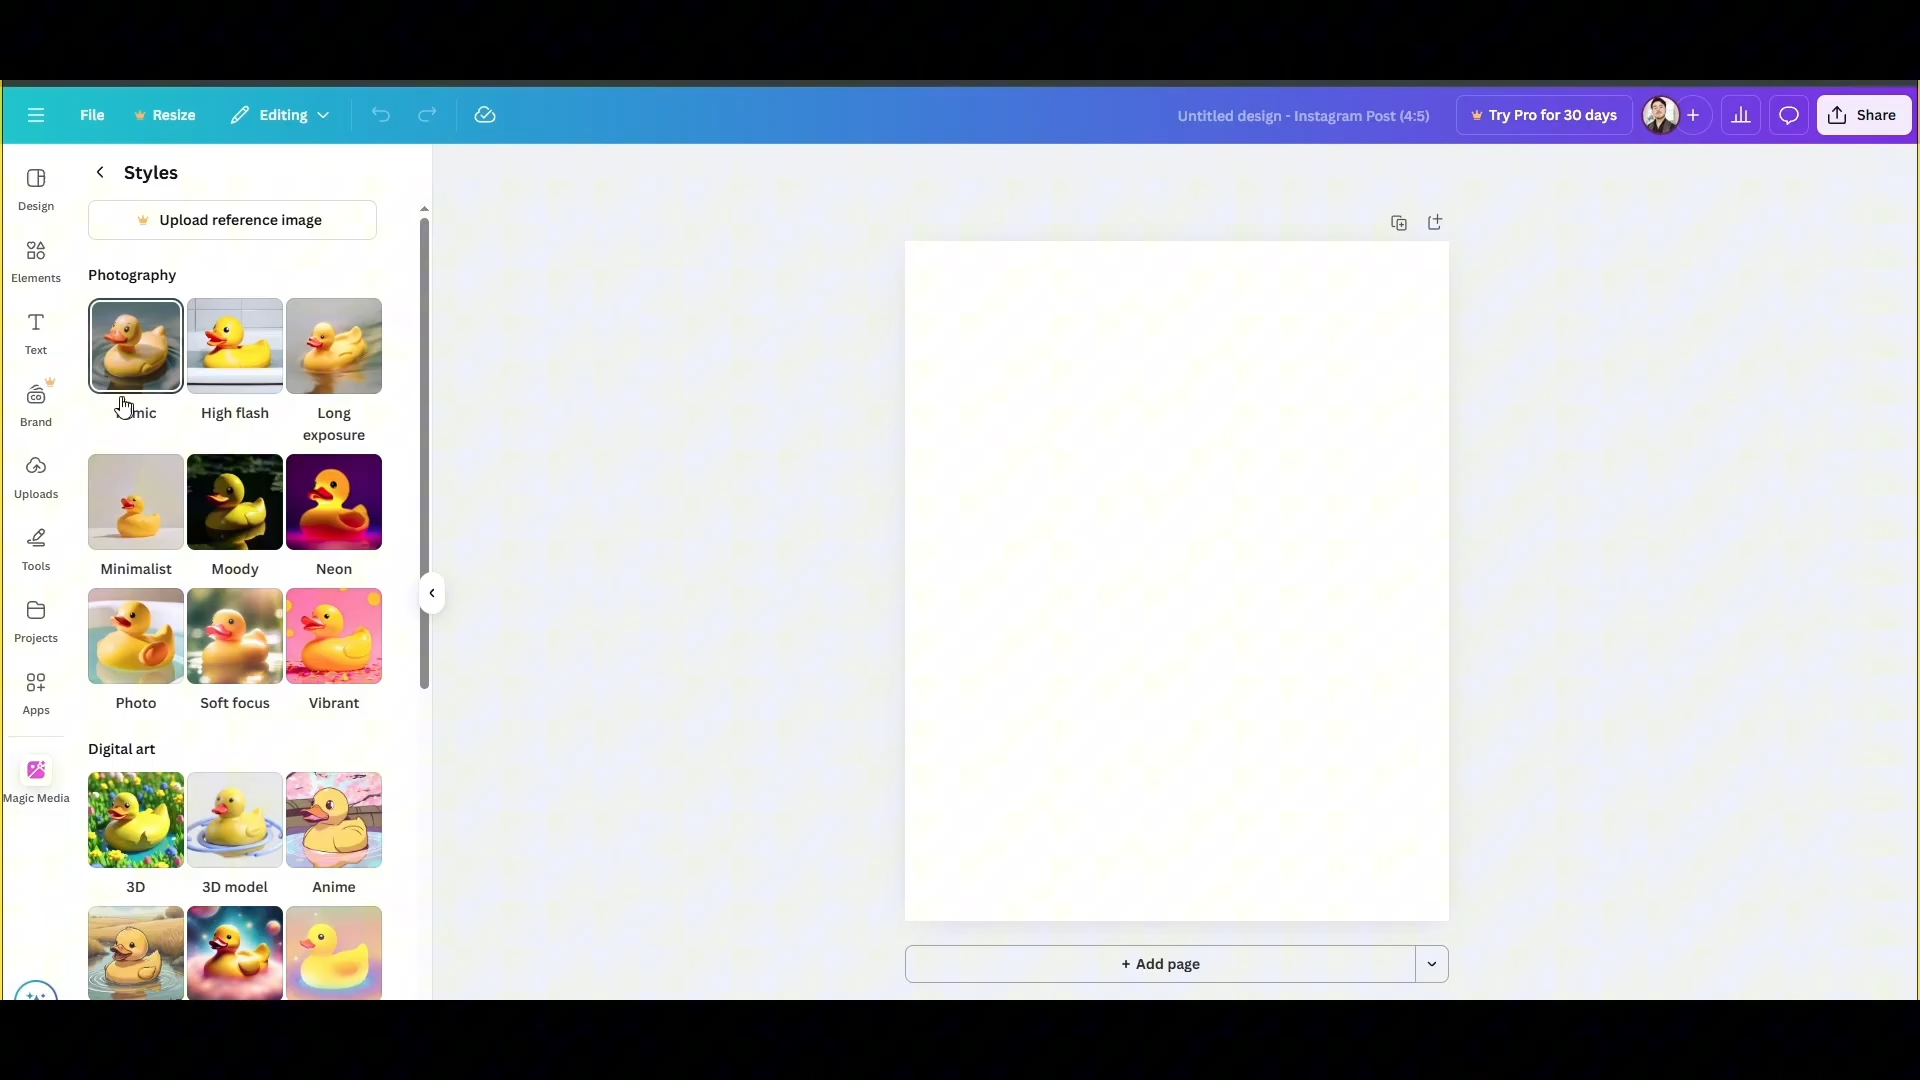 File
Resize
Editing
Untitled design - Instagram Post (4:5)
Try Pro for 30 days
Share
Design
Elements
Text
Brand
Uploads
Tools
Projects
Apps
Magic Media
Styles
Upload reference image
Photography
High flash
Long
exposure
Minimalist
Moody
Neon
Photo
Soft focus
Vibrant
Digital art
3D
3D model
Anime
+ Add page